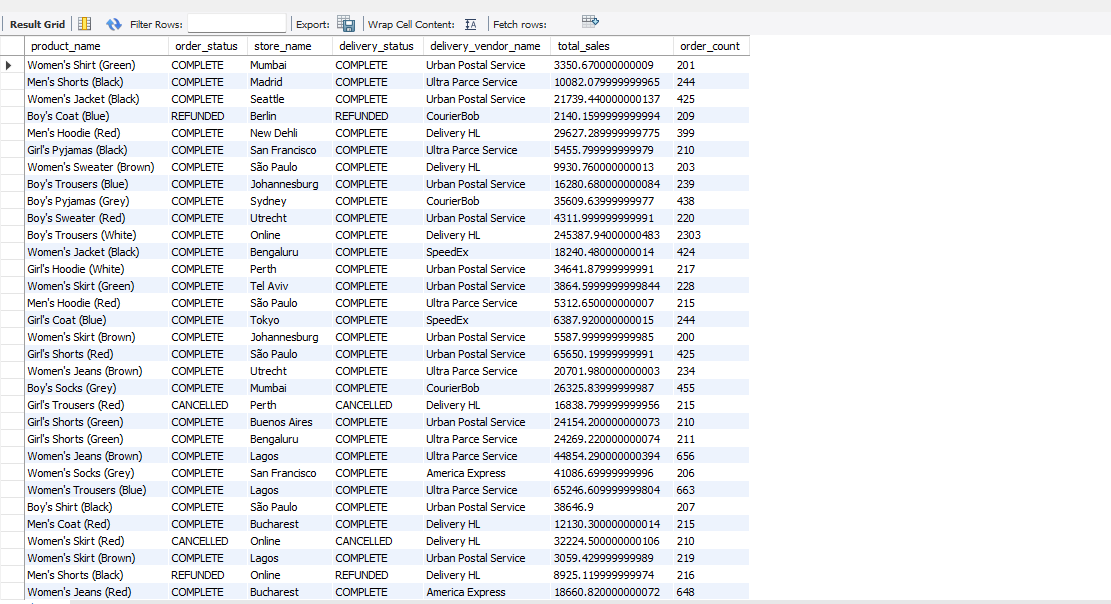 Result Grid Filter Rows: Export: Wrap Cell Content: IA Fetch rows:
product_name order_status store_name delivery_status delivery_vendor_name total_sales order_count
Women's Shirt (Green) COMPLETE Mumbai COMPLETE Urban Postal Service 3350.670000000009 201
Men's Shorts (Black) COMPLETE Madrid COMPLETE Ultra Parce Service 10082.079999999965 244
Women's Jacket (Black) COMPLETE Seattle COMPLETE Urban Postal Service 21739.440000000137 425
Boy's Coat (Blue) REFUNDED Berlin REFUNDED CourierBob 2140.1599999999994 209
Men's Hoodie (Red) COMPLETE New Dehli COMPLETE Delivery HL 29627.289999999775 399
Girl's Pyjamas (Black) COMPLETE San Francisco COMPLETE Ultra Parce Service 5455.799999999979 210
Women's Sweater (Brown) COMPLETE São Paulo COMPLETE Delivery HL 9930.760000000013 203
Boy's Trousers (Blue) COMPLETE Johannesburg COMPLETE Urban Postal Service 16280.680000000084 239
Boy's Pyjamas (Grey) COMPLETE Sydney COMPLETE CourierBob 35609.63999999977 438
Boy's Sweater (Red) COMPLETE Utrecht COMPLETE Urban Postal Service 4311.999999999991 220
Boy's Trousers (White) COMPLETE Online COMPLETE Delivery HL 245387.94000000483 2303
Women's Jacket (Black) COMPLETE Bengaluru COMPLETE SpeedEx 18240.48000000014 424
Girl's Hoodie (White) COMPLETE Perth COMPLETE Urban Postal Service 34641.87999999991 217
Women's Skirt (Green) COMPLETE Tel Aviv COMPLETE Urban Postal Service 3864.5999999999844 228
Men's Hoodie (Red) COMPLETE São Paulo COMPLETE Ultra Parce Service 5312.650000000007 215
Girl's Coat (Blue) COMPLETE Tokyo COMPLETE SpeedEx 6387.920000000015 244
Women's Skirt (Brown) COMPLETE Johannesburg COMPLETE Urban Postal Service 5587.999999999985 200
Girl's Shorts (Red) COMPLETE São Paulo COMPLETE Urban Postal Service 65650.19999999991 425
Women's Jeans (Brown) COMPLETE Utrecht COMPLETE Ultra Parce Service 20701.980000000003 234
Boy's Socks (Grey) COMPLETE Mumbai COMPLETE CourierBob 26325.83999999987 455
Girl's Trousers (Red) CANCELLED Perth CANCELLED Delivery HL 16838.799999999956 215
Girl's Shorts (Green) COMPLETE Buenos Aires COMPLETE Urban Postal Service 24154.200000000073 210
Girl's Shorts (Green) COMPLETE Bengaluru COMPLETE Ultra Parce Service 24269.220000000074 211
Women's Jeans (Brown) COMPLETE Lagos COMPLETE Ultra Parce Service 44854.290000000394 656
Women's Socks (Grey) COMPLETE San Francisco COMPLETE America Express 41086.69999999996 206
Women's Trousers (Blue) COMPLETE Lagos COMPLETE Ultra Parce Service 65246.609999999804 663
Boy's Shirt (Black) COMPLETE São Paulo COMPLETE Urban Postal Service 38646.9 207
Men's Coat (Red) COMPLETE Bucharest COMPLETE Delivery HL 12130.300000000014 215
Women's Skirt (Red) CANCELLED Online CANCELLED Delivery HL 32224.500000000106 210
Women's Skirt (Brown) COMPLETE Lagos COMPLETE Urban Postal Service 3059.429999999989 219
Men's Shorts (Black) REFUNDED Online REFUNDED Delivery HL 8925.119999999974 216
Women's Jeans (Red) COMPLETE Bucharest COMPLETE America Express 18660.820000000072 648